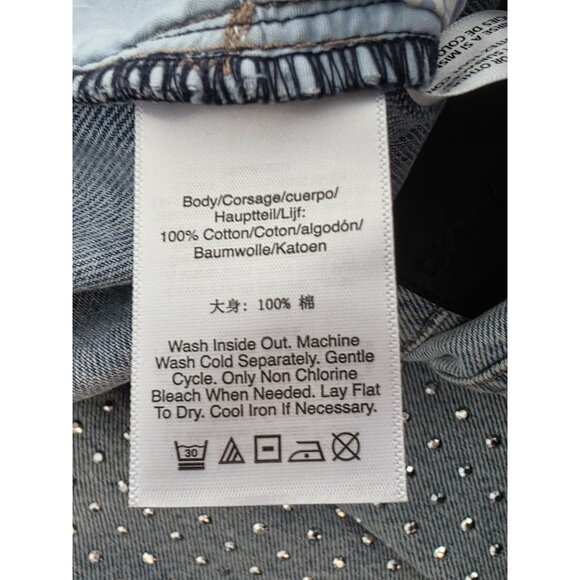 Body/Corsage/cuerpo/
Hauptteil/Lijf:
100% Cotton/Coton/algodón/
Baumwolle/Katoen
大身: 100% 棉
Wash Inside Out. Machine
Wash Cold Separately. Gentle
Cycle. Only Non Chlorine
Bleach When Needed. Lay Flat
To Dry. Cool Iron If Necessary.
30